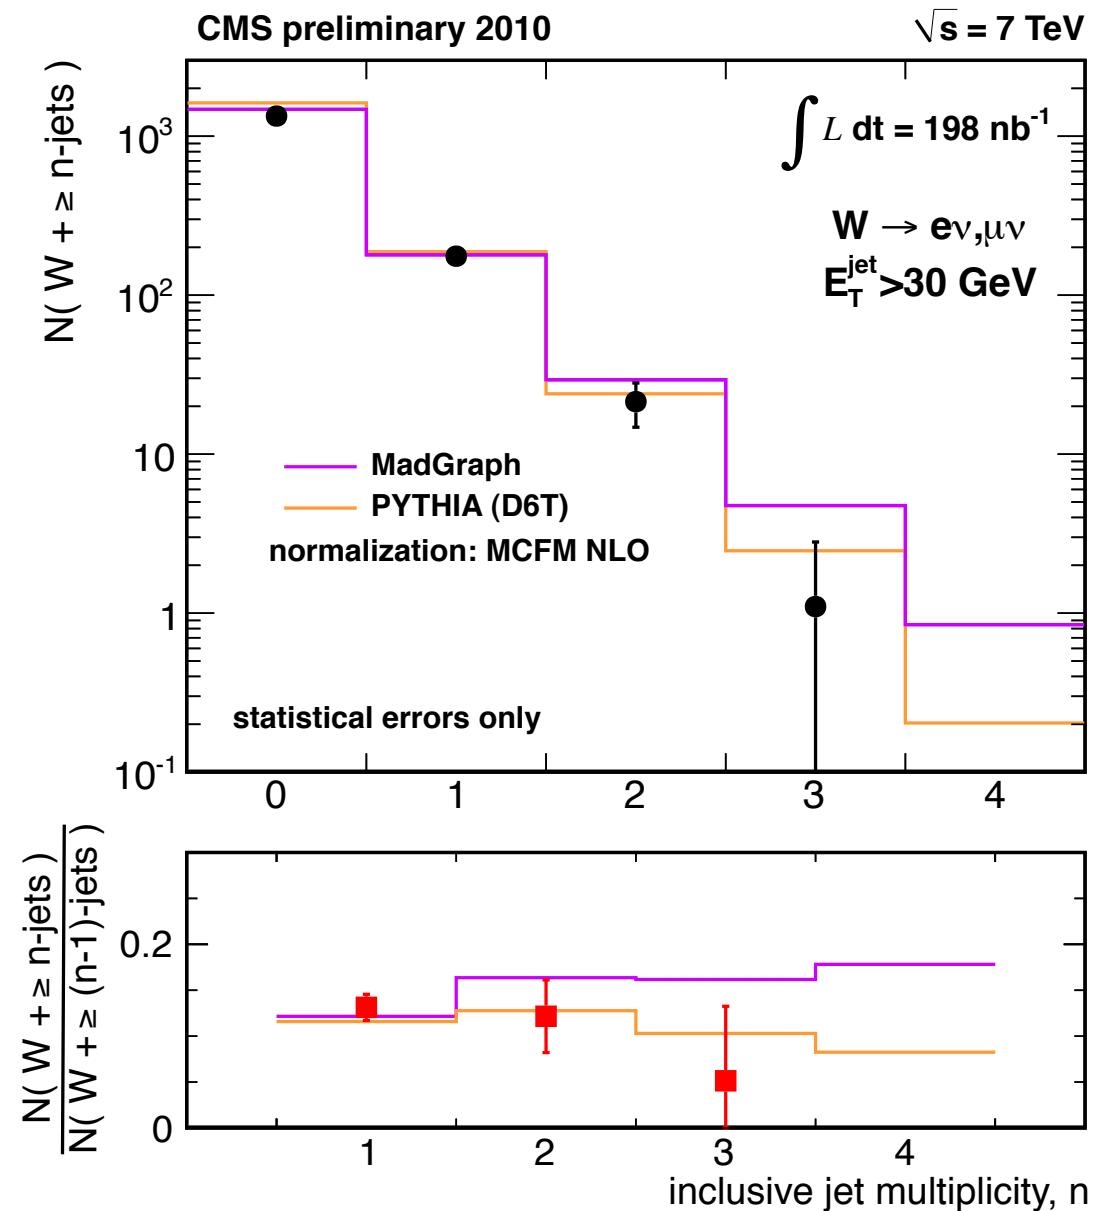 CMS preliminary 2010
√s = 7 TeV
N( W + ≥ n-jets )
10³
10²
10
1
10⁻¹
∫ L dt = 198 nb⁻¹
W → eν,μν
E_T^jet >30 GeV
MadGraph
PYTHIA (D6T)
normalization: MCFM NLO
statistical errors only
0 1 2 3 4
N( W + ≥ n-jets )
N( W + ≥ (n-1)-jets )
0.2
0
1 2 3 4
inclusive jet multiplicity, n